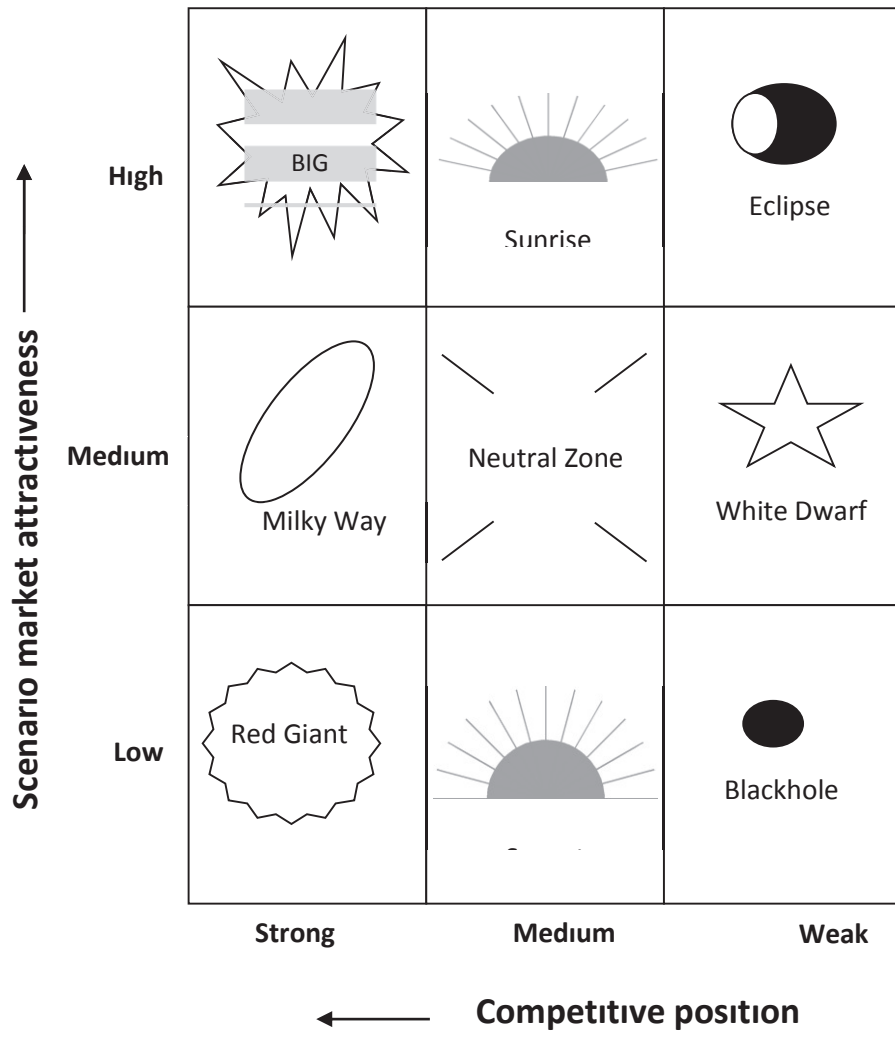 BIG
High
Sunrise
Eclipse
Scenario market attractiveness
Medium
Milky Way
Neutral Zone
White Dwarf
Low
Red Giant
Blackhole
Strong
Medium
Weak
Competitive position